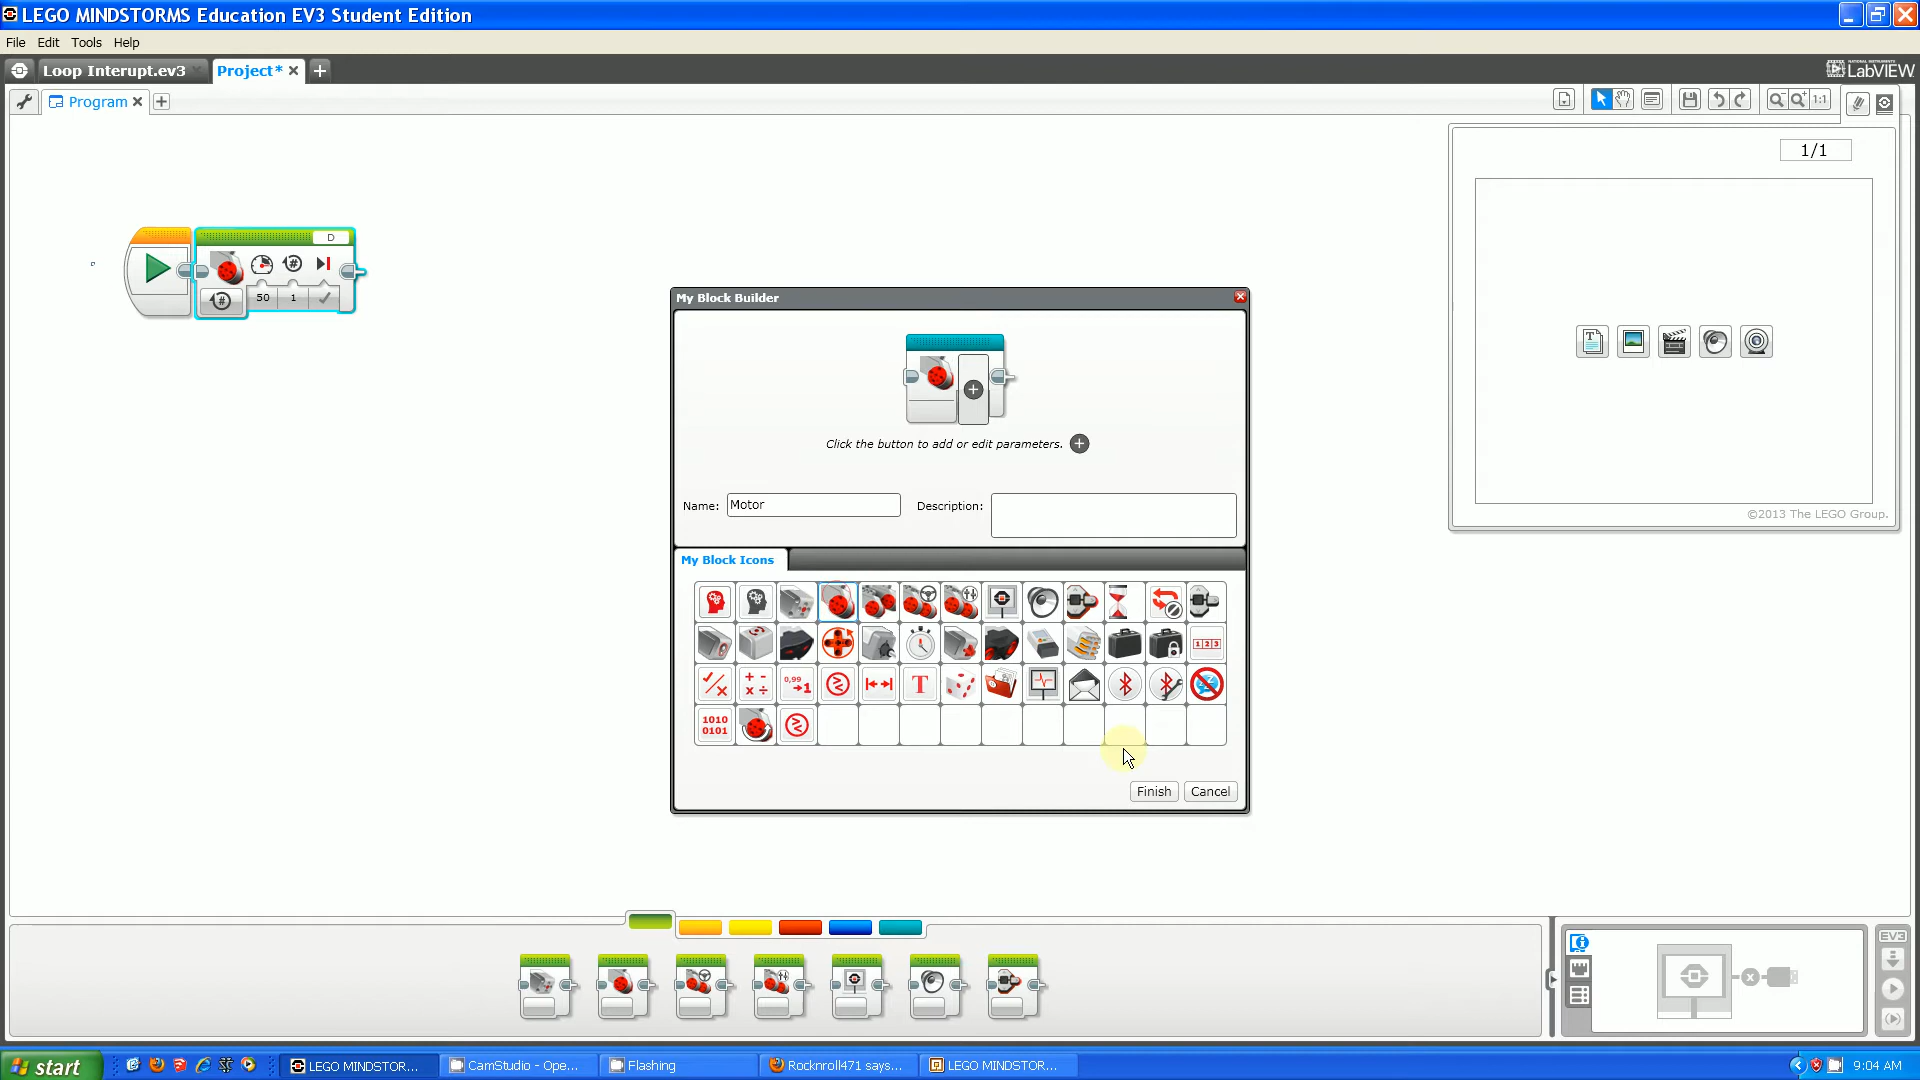 LEGO MINDSTORMS Education EV3 Student Edition
File Edit Tools Help
Loop Interupt.ev3 Project* +
LabVIEW
Program
1:1
1/1
D
50 1
My Block Builder
Click the button to add or edit parameters.
Name: Motor Description:
©2013 The LEGO Group.
My Block Icons
1 2 3
0,99 →1
T
1010
0101
Finish Cancel
EV3
start
LEGO MINDSTOR...
CamStudio - Ope...
Flashing
Rocknroll471 says...
LEGO MINDSTOR...
9:04 AM